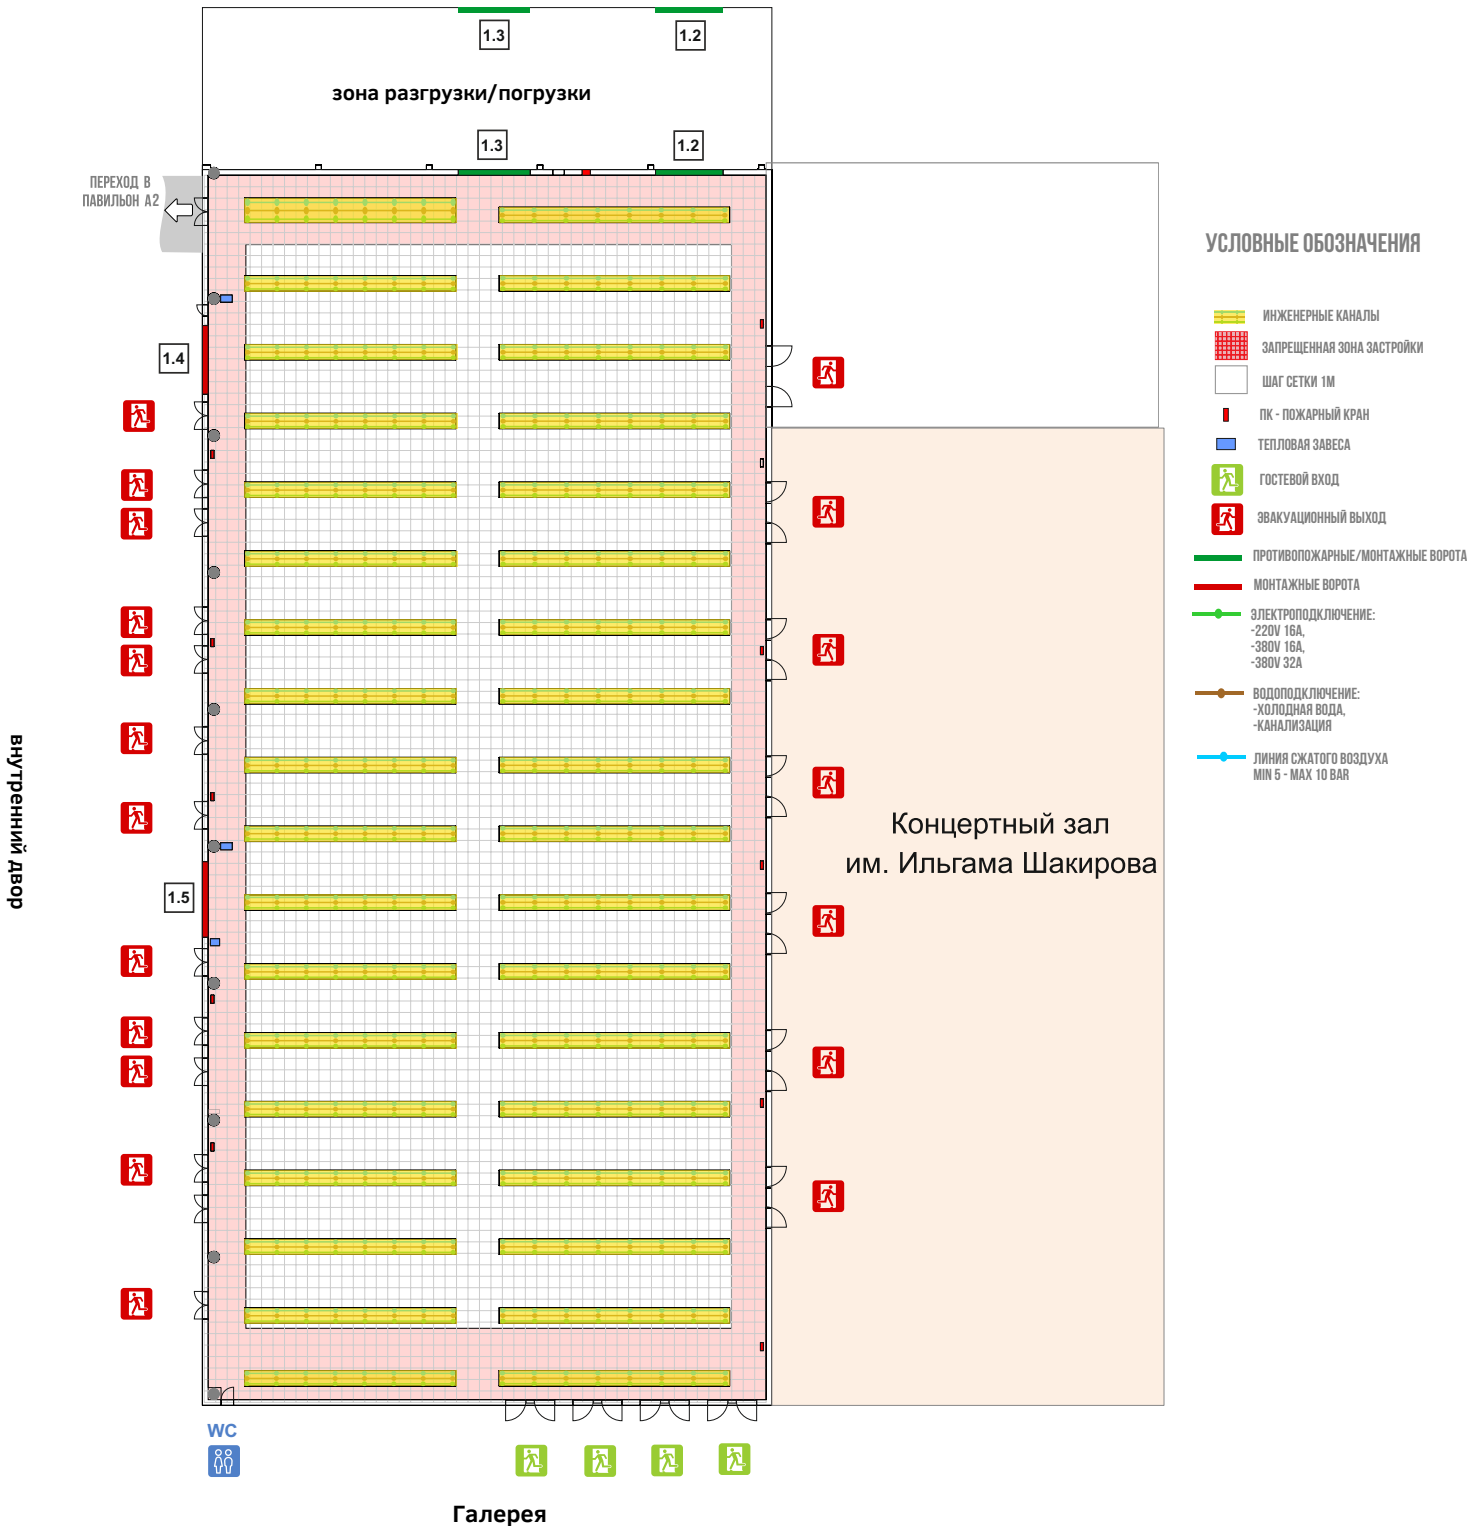 1.3
1.2
зона разгрузки/погрузки
1.3
1.2
ПЕРЕХОД В
ПАВИЛЬОН А2
1.4
1.5
внутренний двор
Концертный зал
им. Ильгама Шакирова
WC
Галерея
УСЛОВНЫЕ ОБОЗНАЧЕНИЯ
ИНЖЕНЕРНЫЕ КАНАЛЫ
ЗАПРЕЩЕННАЯ ЗОНА ЗАСТРОЙКИ
ШАГ СЕТКИ 1М
ПК - ПОЖАРНЫЙ КРАН
ТЕПЛОВАЯ ЗАВЕСА
ГОСТЕВОЙ ВХОД
ЭВАКУАЦИОННЫЙ ВЫХОД
ПРОТИВОПОЖАРНЫЕ/МОНТАЖНЫЕ ВОРОТА
МОНТАЖНЫЕ ВОРОТА
ЭЛЕКТРОПОДКЛЮЧЕНИЕ:
-220V 16A,
-380V 16A,
-380V 32A
ВОДОПОДКЛЮЧЕНИЕ:
-ХОЛОДНАЯ ВОДА,
-КАНАЛИЗАЦИЯ
ЛИНИЯ СЖАТОГО ВОЗДУХА
MIN 5 - MAX 10 BAR